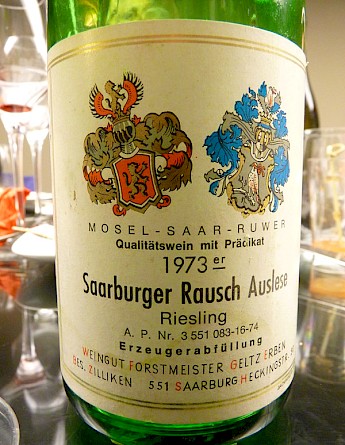 MOSEL-SAAR-RUWER
Qualitätswein mit Prädikat
1973er
Saarburger Rausch Auslese
Riesling
A. P. Nr. 3 551 083-16-74
Erzeugerabfüllung
WEINGUT FORSTMEISTER GELTZ ERBEN
BES. ZILLIKEN 551 SAARBURG HECKINGSTR.